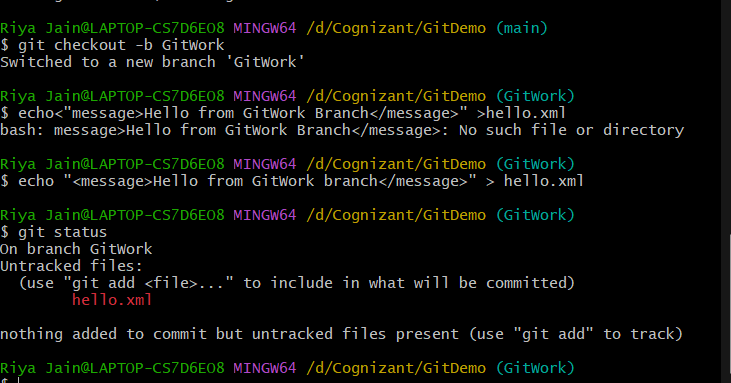 Riya Jain@LAPTOP-CS7D6EO8 MINGW64 /d/Cognizant/GitDemo (main)
$ git checkout -b GitWork
Switched to a new branch 'GitWork'
Riya Jain@LAPTOP-CS7D6EO8 MINGW64 /d/Cognizant/GitDemo (GitWork)
$ echo<"message>Hello from GitWork Branch</message>" >hello.xml
bash: message>Hello from GitWork Branch</message>: No such file or directory
Riya Jain@LAPTOP-CS7D6EO8 MINGW64 /d/Cognizant/GitDemo (GitWork)
$ echo "<message>Hello from GitWork branch</message>" > hello.xml
Riya Jain@LAPTOP-CS7D6EO8 MINGW64 /d/Cognizant/GitDemo (GitWork)
$ git status
On branch GitWork
Untracked files:
  (use "git add <file>..." to include in what will be committed)
        hello.xml
nothing added to commit but untracked files present (use "git add" to track)
Riya Jain@LAPTOP-CS7D6EO8 MINGW64 /d/Cognizant/GitDemo (GitWork)
$